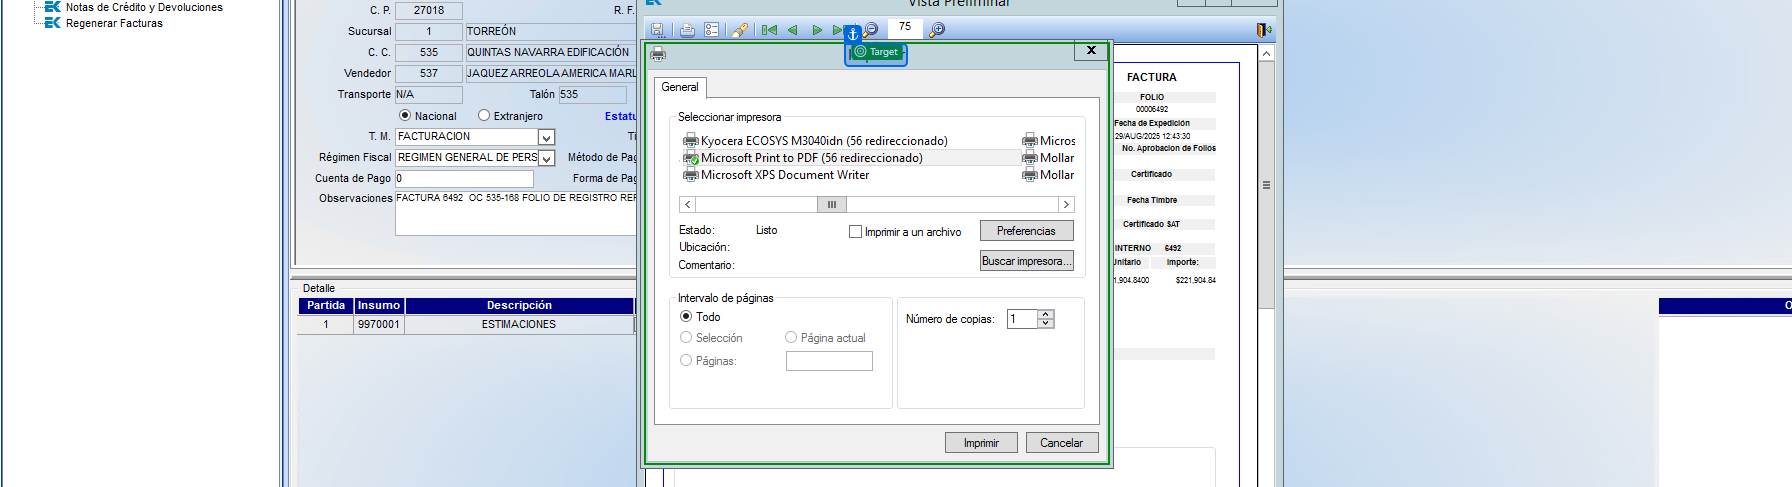 Notas de Crédito y Devoluciones
Regenerar Facturas
C. P. 27018 R. F.
Sucursal 1 TORREÓN
C. C. 535 QUINTAS NAVARRA EDIFICACIÓN
Vendedor 537 JAQUEZ ARREOLA AMERICA MARL
Transporte N/A Talón 535
Nacional Extranjero Estatu
T. M. FACTURACION
Régimen Fiscal REGIMEN GENERAL DE PERS Método de Pag
Cuenta de Pago 0 Forma de Pa
Observaciones FACTURA 6492 OC 535-168 FOLIO DE REGISTRO REF
Detalle
Partida Insumo Descripción
1 9970001 ESTIMACIONES
Vista Preliminar
75
Target
X
General
Seleccionar impresora
Kyocera ECOSYS M3040idn (56 redireccionado) Micros
Microsoft Print to PDF (56 redireccionado) Mollar
Microsoft XPS Document Writer Mollar
Estado: Listo
Imprimir a un archivo
Preferencias
Ubicación:
Comentario:
Buscar impresora...
Intervalo de páginas
Todo
Selección Página actual
Páginas:
Número de copias: 1
Imprimir Cancelar
FACTURA
FOLIO
00006492
Fecha de Expedición
29/AUG/2025 12:43:30
No. Aprobacion de Folios
Certificado
Fecha Timbre
Certificado SAT
INTERNO 6492
Unitario Importe:
1,904.8400 $221,904.84